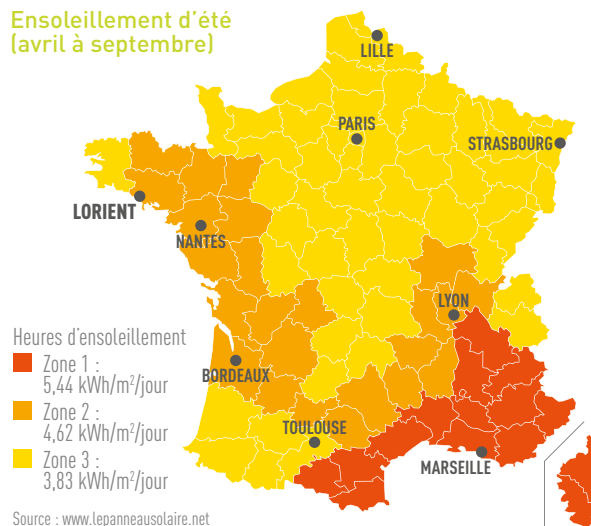 Ensoleillement d'été
(avril à septembre)
LILLE
PARIS
STRASBOURG
LORIENT
NANTES
LYON
Heures d'ensoleillement
Zone 1 :
5,44 kWh/m²/jour
BORDEAUX
Zone 2 :
4,62 kWh/m²/jour
TOULOUSE
Zone 3 :
3,83 kWh/m²/jour
MARSEILLE
Source : www.lepanneausolaire.net